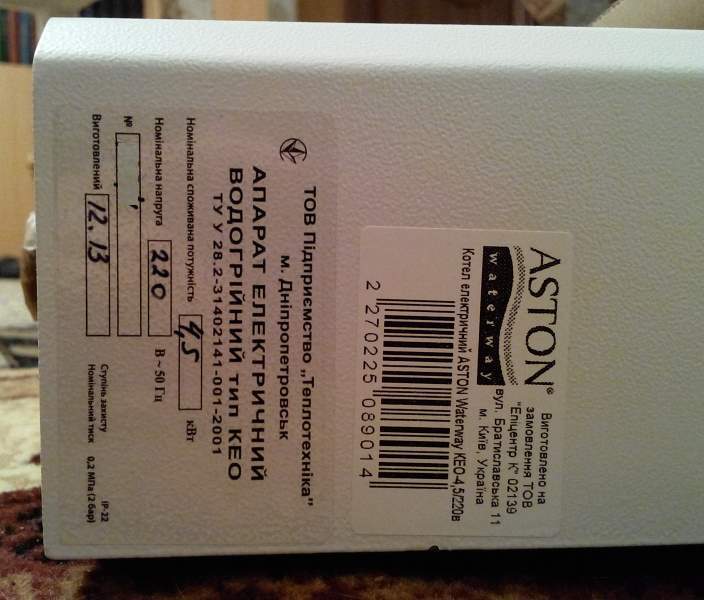 ASTON®
waterway
Виготовлено на
замовлення ТОВ
"Епіцентр К" 02139
вул. Братиславська 11
м. Київ, Україна
Котел електричний ASTON Waterway КЕО-4,5/220в
2 270225 089014
ТОВ Підприємство „Теплотехніка"
м. Дніпропетровськ
АПАРАТ ЕЛЕКТРИЧНИЙ
ВОДОГРІЙНИЙ ТИП КЕО
ТУ У 28.2-31402141-001-2001
Номінальна споживана потужність 4,5 кВт
Номінальна напруга 220 В ~ 50 Гц
№
Виготовлений 12.13
Ступінь захисту IP-22
Номінальний тиск 0,2 МПа (2 бар)